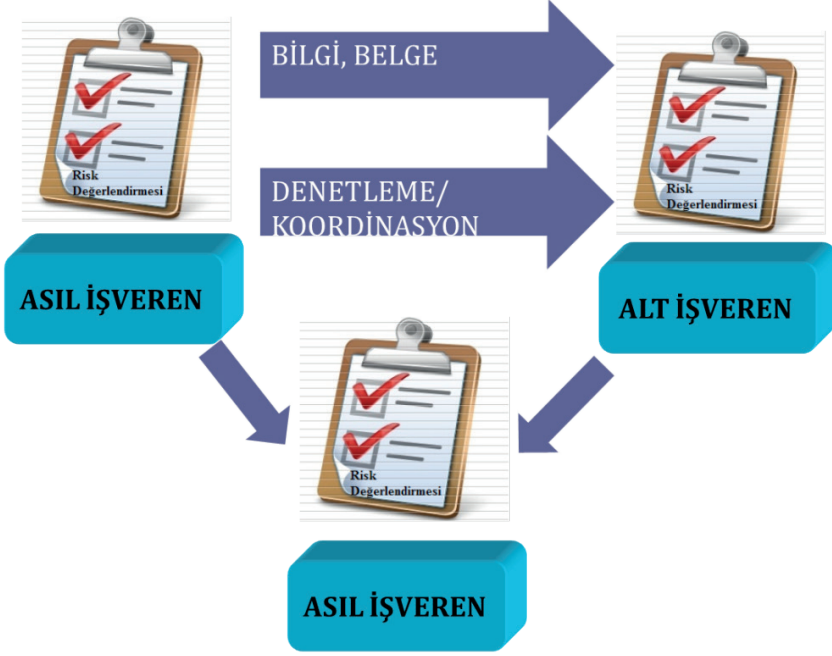 BİLGİ, BELGE
Risk
Değerlendirmesi
Risk
Değerlendirmesi
DENETLEME/
KOORDİNASYON
ASIL İŞVEREN
ALT İŞVEREN
Risk
Değerlendirmesi
ASIL İŞVEREN